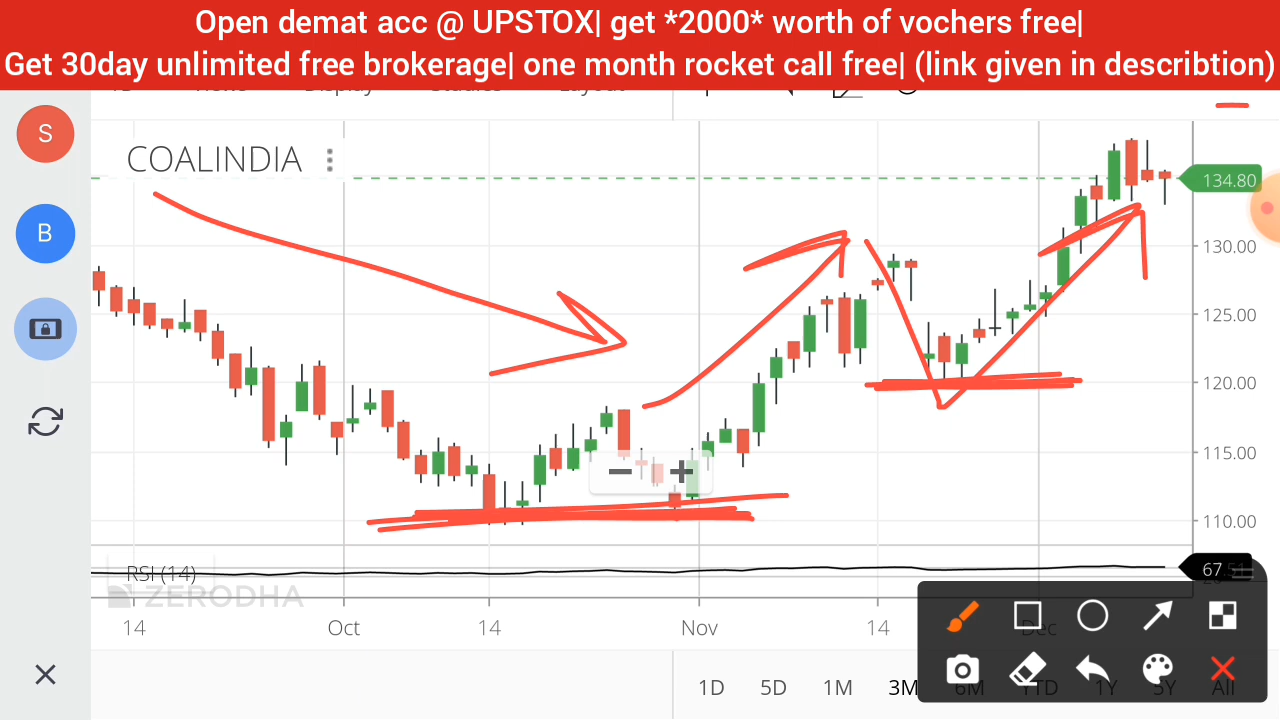 Open demat acc @ UPSTOX| get *2000* worth of vochers free|
Get 30day unlimited free brokerage| one month rocket call free| (link given in describtion)
S
COALINDIA
134.80
B
130.00
125.00
120.00
115.00
110.00
RSI (14)
67.51
ZERODHA
14 Oct 14 Nov 14 Dec
1D 5D 1M 3M 6M YTD 1Y 5Y All